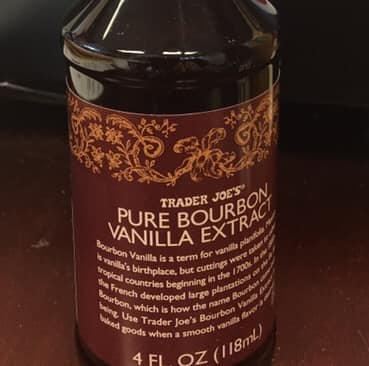 TRADER JOE'S®
PURE BOURBON
VANILLA EXTRACT
Bourbon Vanilla is a term for vanilla planifolia.
is vanilla's birthplace, but cuttings were taken
tropical countries beginning in the 1700s. In the
the French developed large plantations on the
Bourbon, which is how the name Bourbon
being. Use Trader Joe's Bourbon Vanilla
baked goods when a smooth vanilla flavor
4 FL. OZ (118mL)